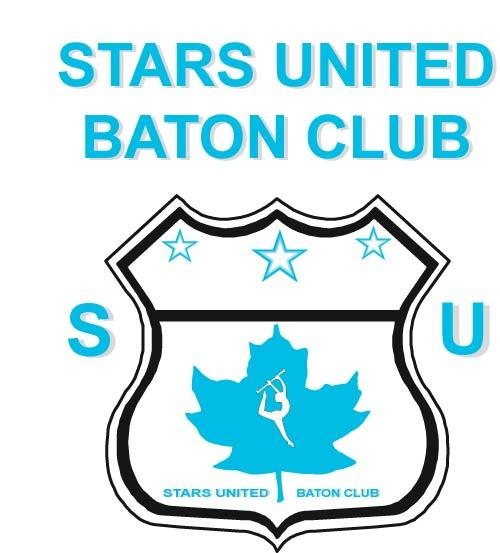 STARS UNITED
BATON CLUB
S U
STARS UNITED BATON CLUB